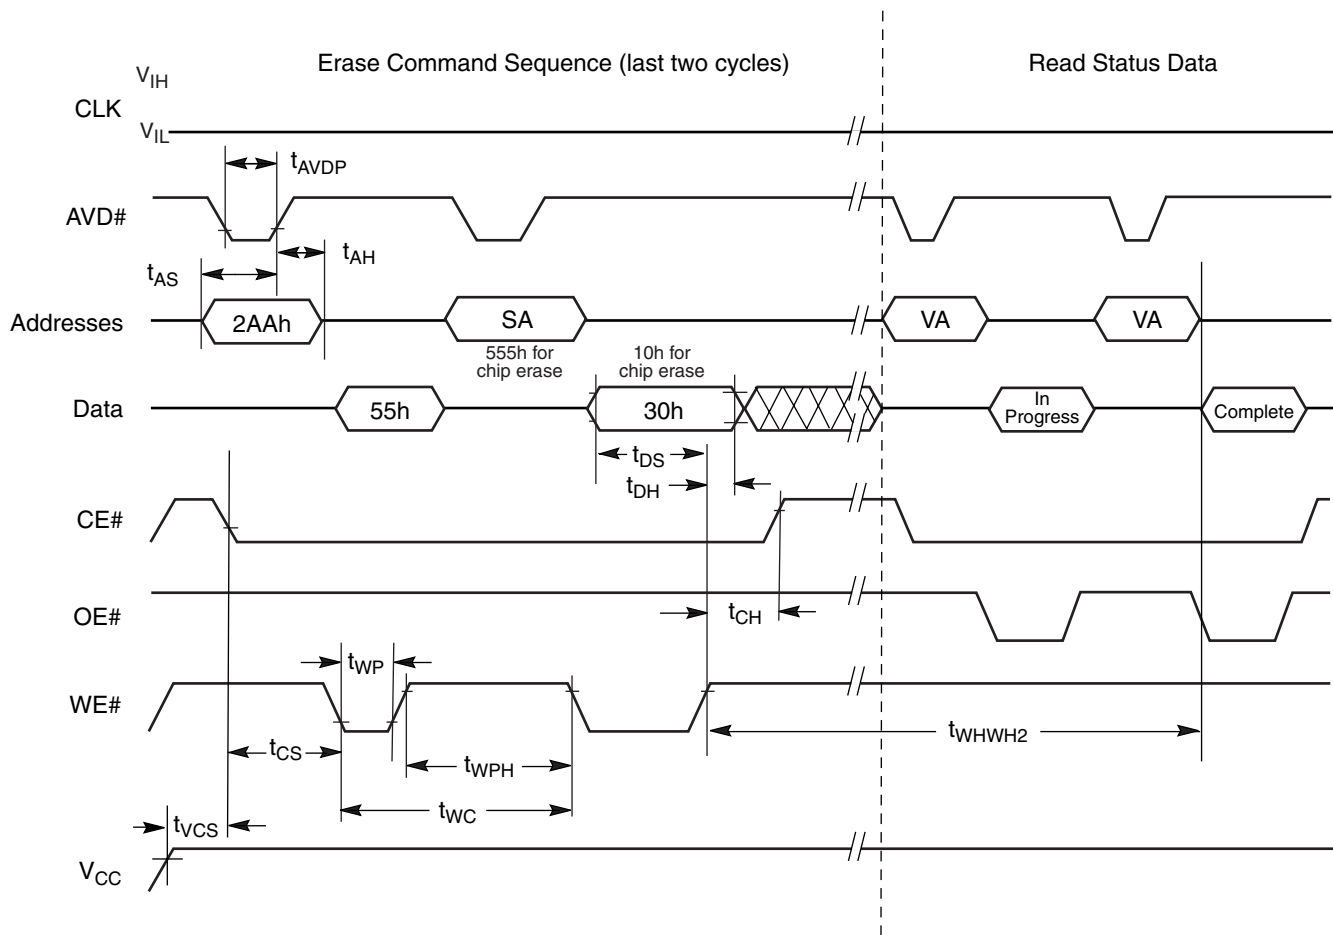 Erase Command Sequence (last two cycles)
Read Status Data
VIH
CLK
VIL
tAVDP
AVD#
tAH
tAS
Addresses
2AAh
SA
VA
VA
555h for
chip erase
10h for
chip erase
Data
55h
30h
In
Progress
Complete
tDS
tDH
CE#
tCH
OE#
tWP
WE#
tCS
tWPH
tWHWH2
tWC
tVCS
VCC